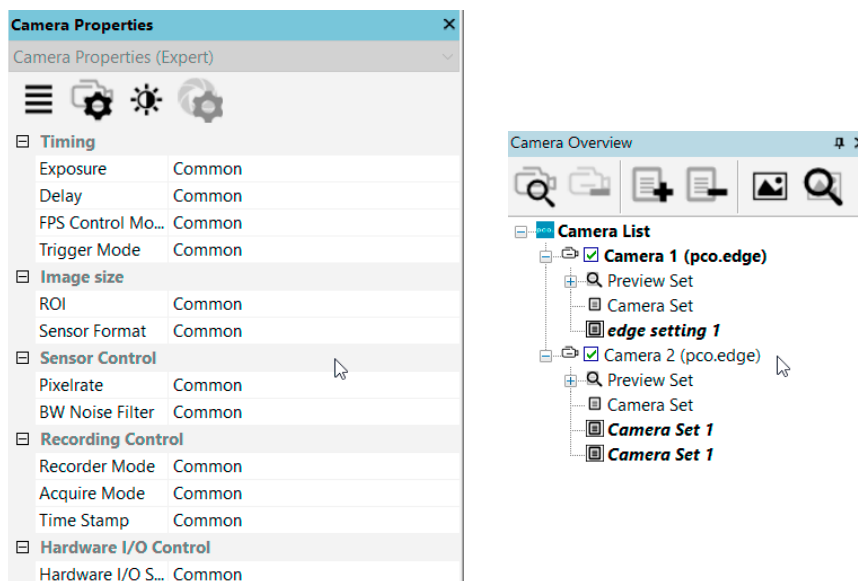 Camera Properties
Camera Properties (Expert)
Timing
Exposure Common
Delay Common
FPS Control Mo... Common
Trigger Mode Common
Image size
ROI Common
Sensor Format Common
Sensor Control
Pixelrate Common
BW Noise Filter Common
Recording Control
Recorder Mode Common
Acquire Mode Common
Time Stamp Common
Hardware I/O Control
Hardware I/O S... Common
Camera Overview
pco. Camera List
Camera 1 (pco.edge)
Preview Set
Camera Set
edge setting 1
Camera 2 (pco.edge)
Preview Set
Camera Set
Camera Set 1
Camera Set 1